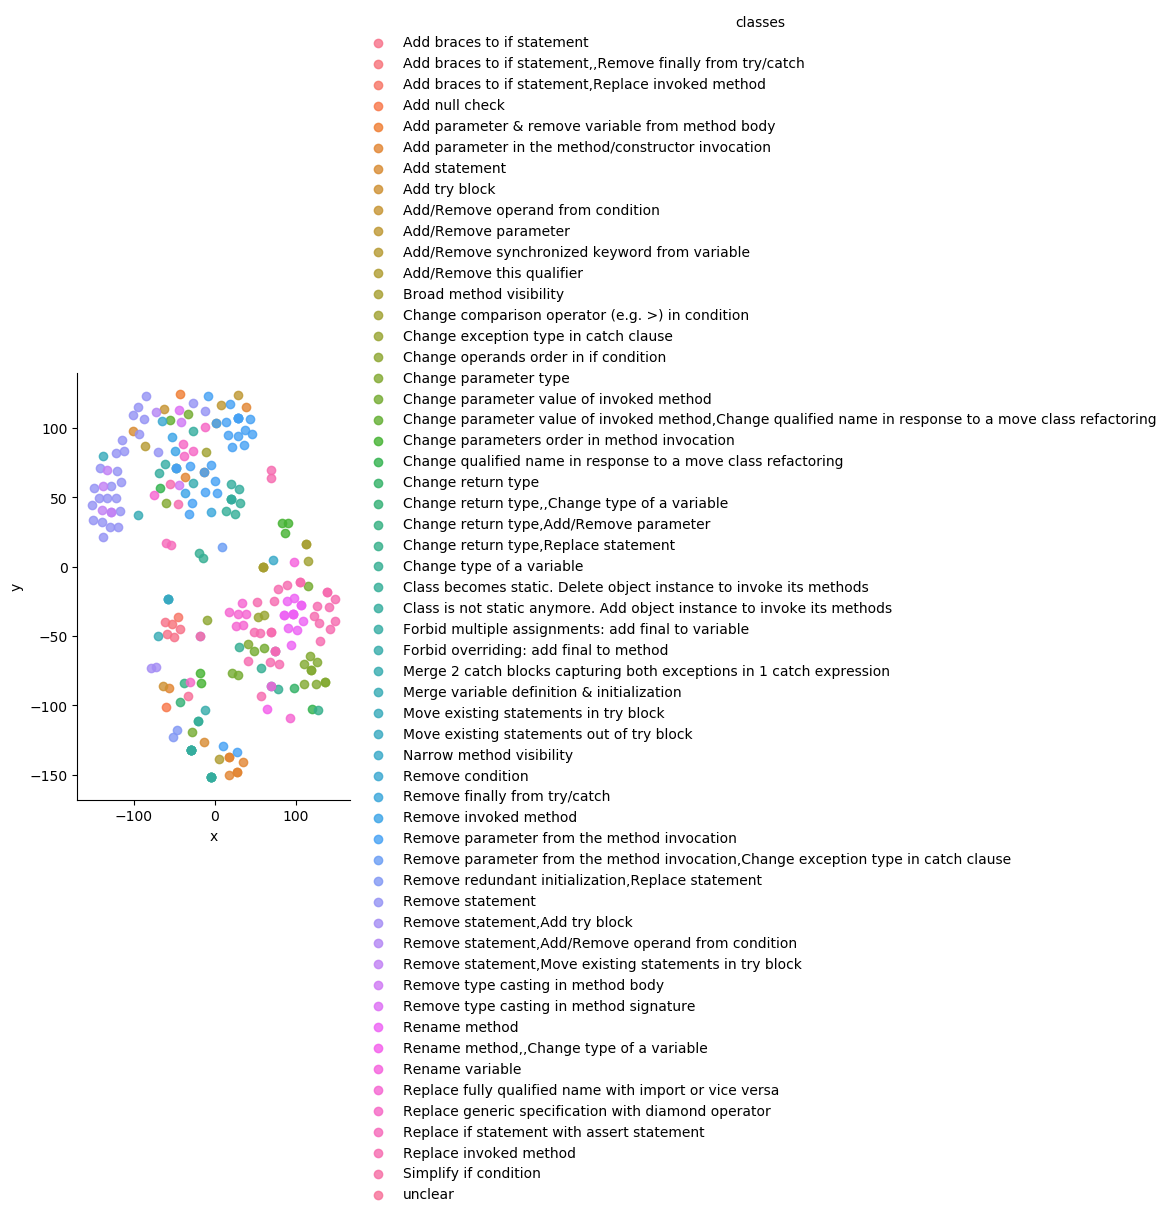 classes
Add braces to if statement
Add braces to if statement,,Remove finally from try/catch
Add braces to if statement,Replace invoked method
Add null check
Add parameter & remove variable from method body
Add parameter in the method/constructor invocation
Add statement
Add try block
Add/Remove operand from condition
Add/Remove parameter
Add/Remove synchronized keyword from variable
Add/Remove this qualifier
Broad method visibility
Change comparison operator (e.g. >) in condition
Change exception type in catch clause
Change operands order in if condition
Change parameter type
Change parameter value of invoked method
Change parameter value of invoked method,Change qualified name in response to a move class refactoring
Change parameters order in method invocation
Change qualified name in response to a move class refactoring
Change return type
Change return type,,Change type of a variable
Change return type,Add/Remove parameter
Change return type,Replace statement
Change type of a variable
Class becomes static. Delete object instance to invoke its methods
Class is not static anymore. Add object instance to invoke its methods
Forbid multiple assignments: add final to variable
Forbid overriding: add final to method
Merge 2 catch blocks capturing both exceptions in 1 catch expression
Merge variable definition & initialization
Move existing statements in try block
Move existing statements out of try block
Narrow method visibility
Remove condition
Remove finally from try/catch
Remove invoked method
Remove parameter from the method invocation
Remove parameter from the method invocation,Change exception type in catch clause
Remove redundant initialization,Replace statement
Remove statement
Remove statement,Add try block
Remove statement,Add/Remove operand from condition
Remove statement,Move existing statements in try block
Remove type casting in method body
Remove type casting in method signature
Rename method
Rename method,,Change type of a variable
Rename variable
Replace fully qualified name with import or vice versa
Replace generic specification with diamond operator
Replace if statement with assert statement
Replace invoked method
Simplify if condition
unclear
100
50
0
−50
−100
−150
y
−100 0 100
x